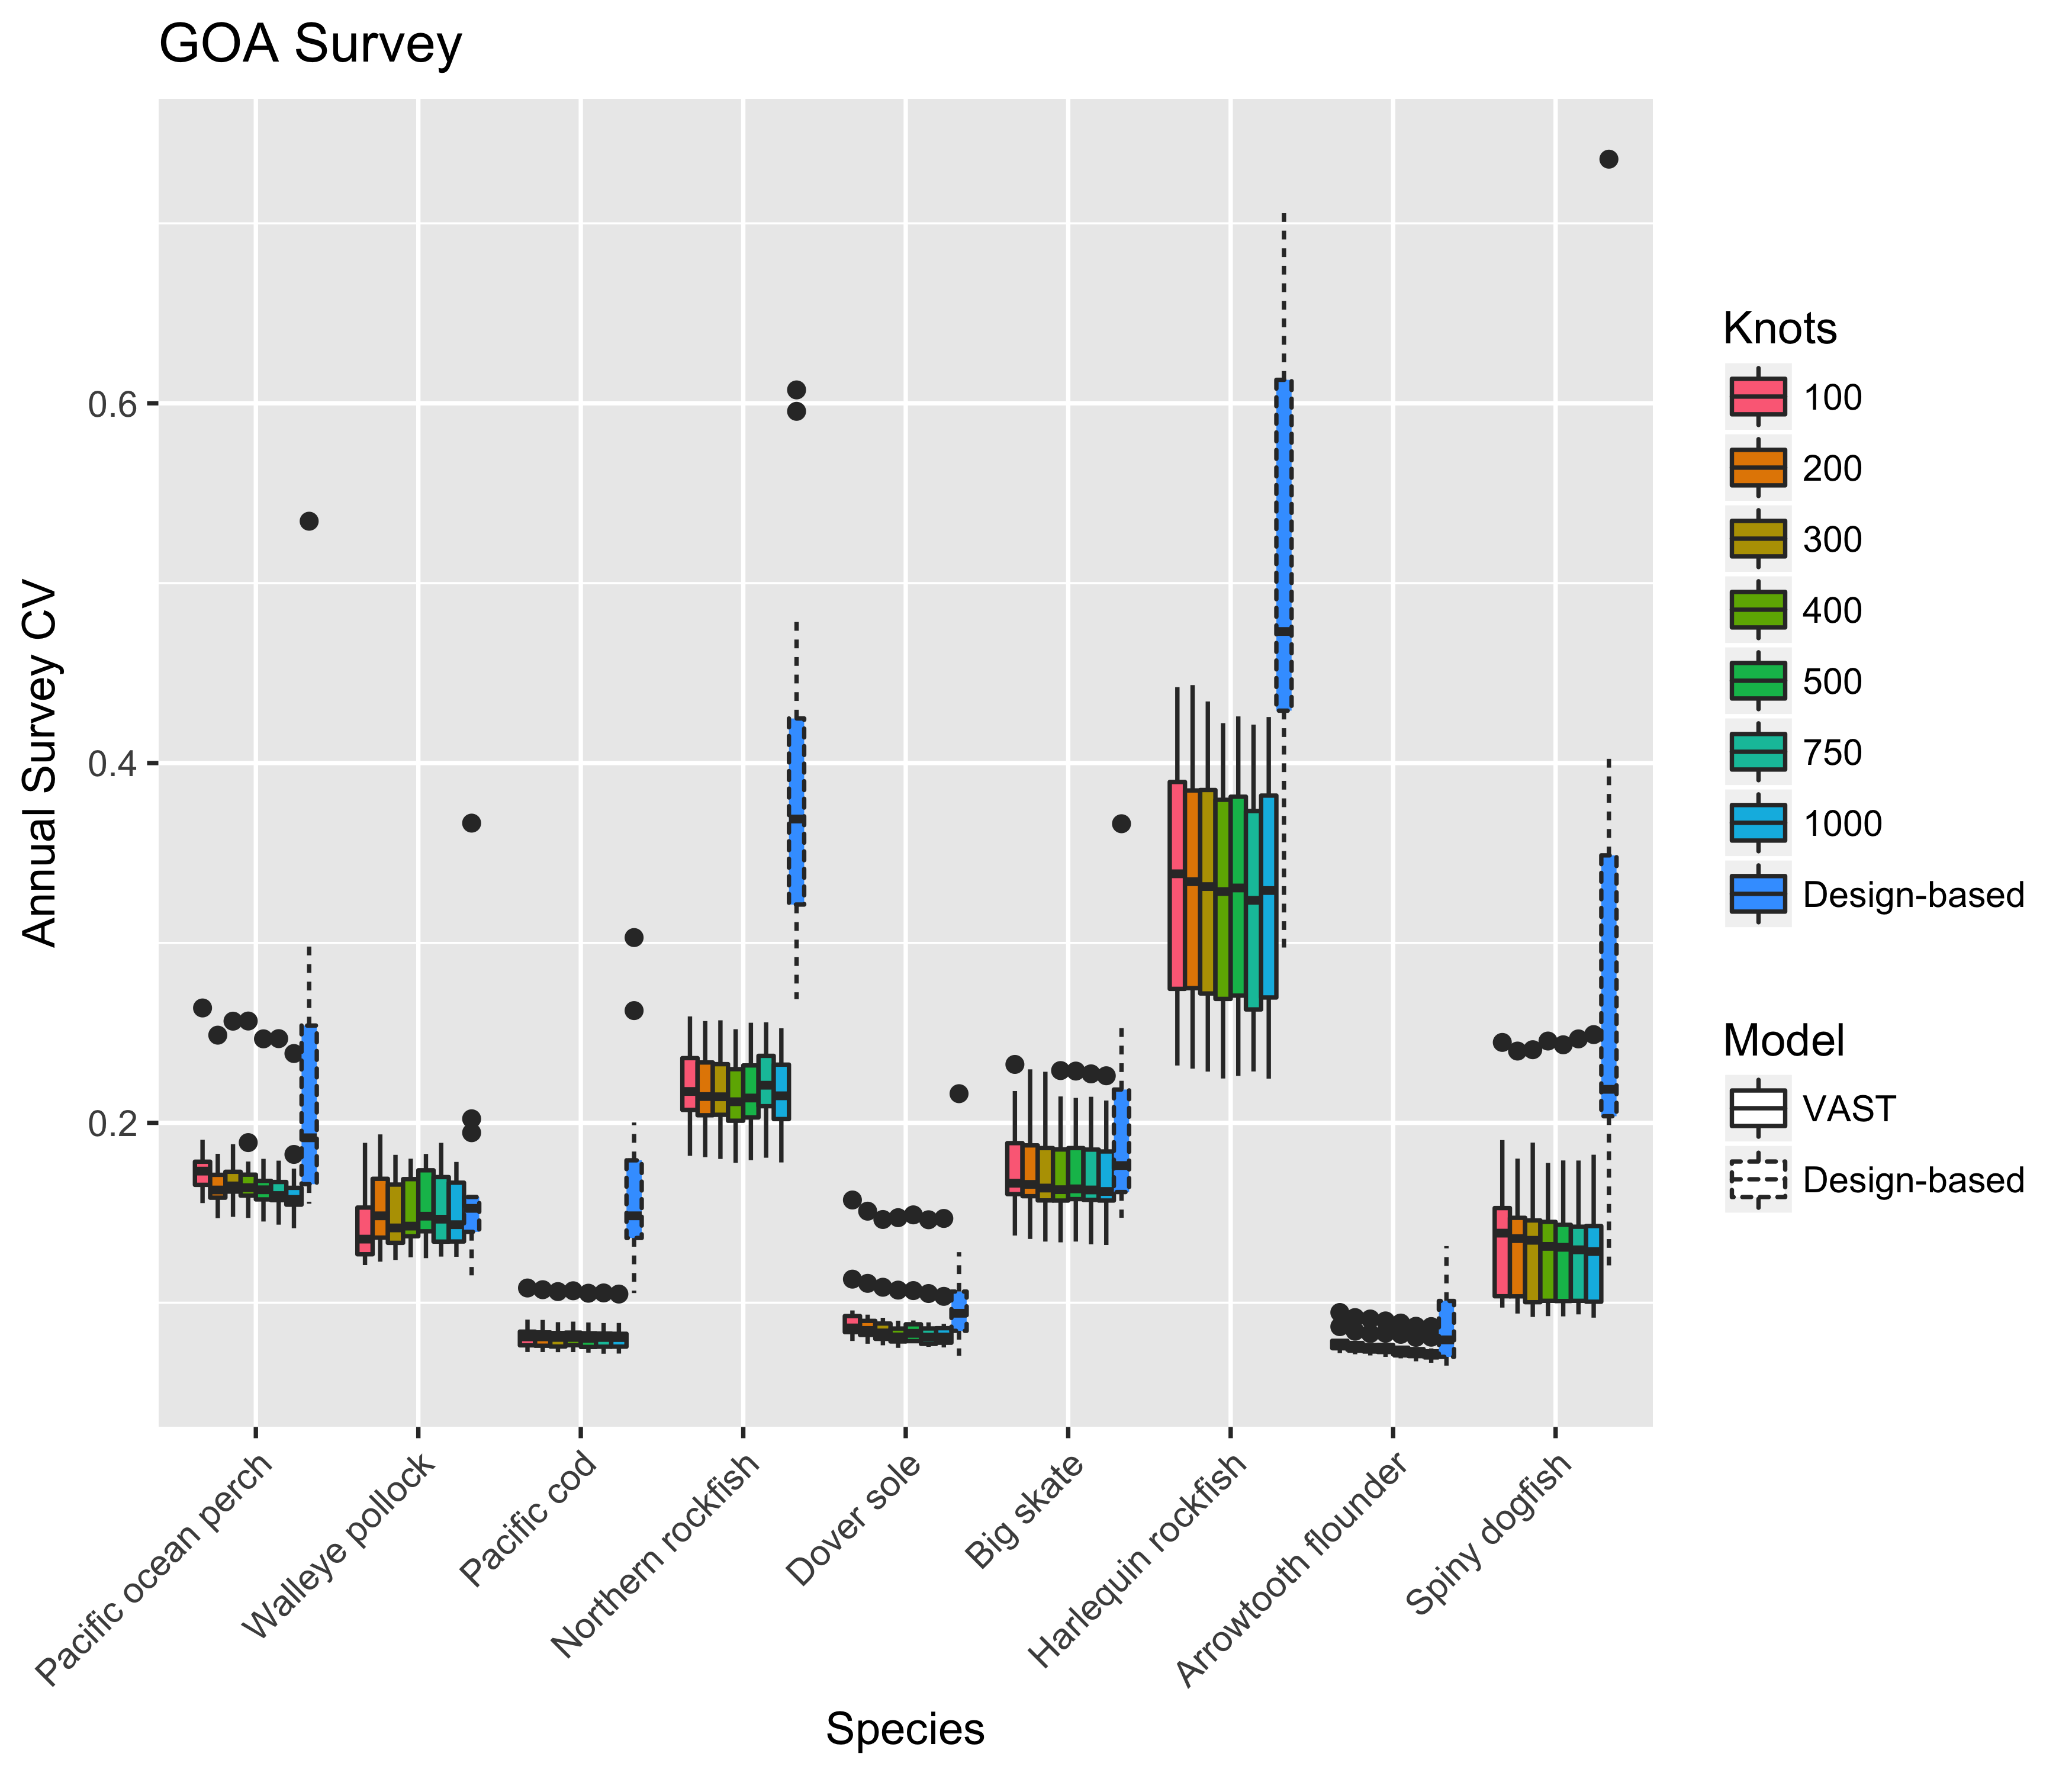 GOA Survey
Annual Survey CV
0.6
0.4
0.2
Pacific ocean perch
Walleye pollock
Pacific cod
Northern rockfish
Dover sole
Big skate
Harlequin rockfish
Arrowtooth flounder
Spiny dogfish
Species
Knots
100
200
300
400
500
750
1000
Design-based
Model
VAST
Design-based